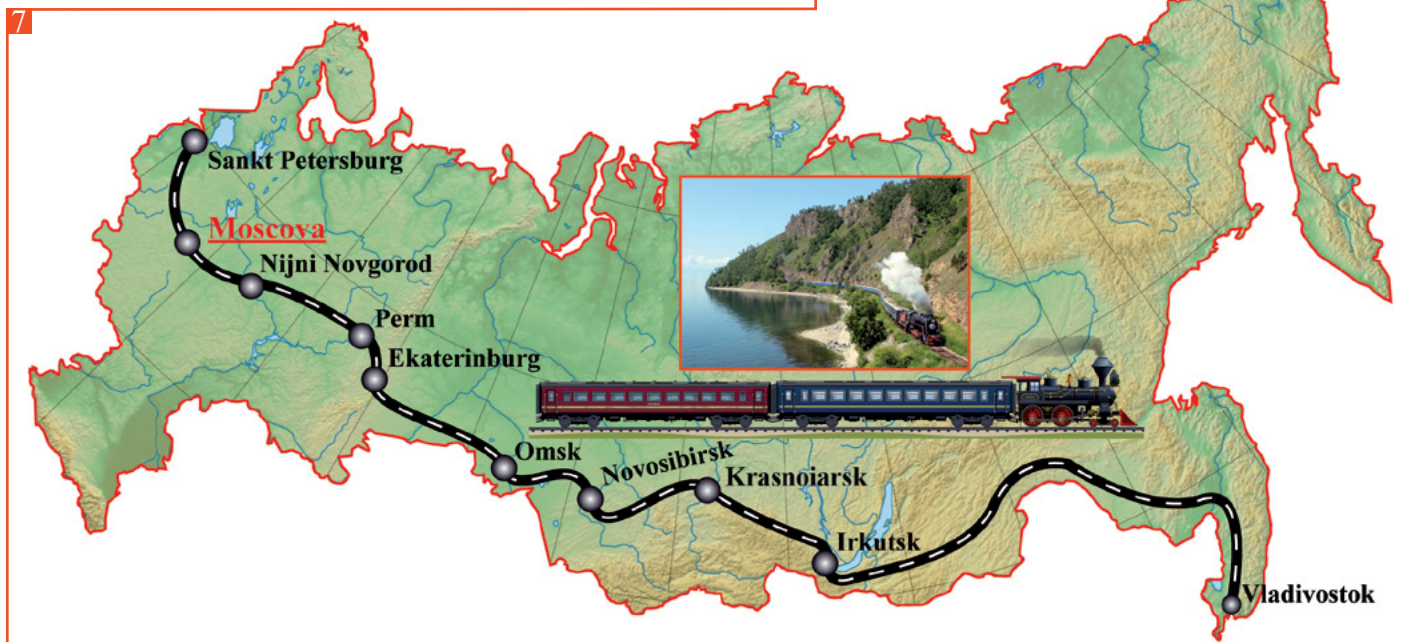 7
Sankt Petersburg
Moscova
Nijni Novgorod
Perm
Ekaterinburg
Omsk
Novosibirsk
Krasnoiarsk
Irkutsk
Vladivostok